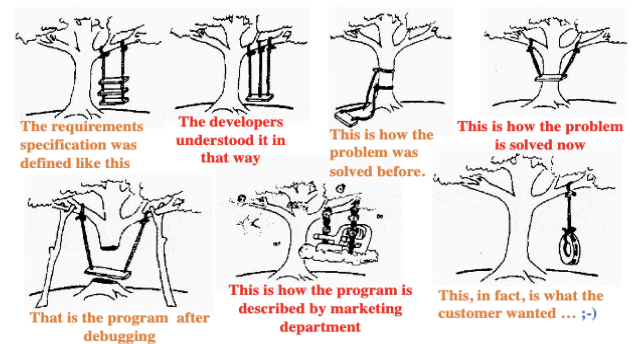 The requirements
specification was
defined like this
The developers
understood it in
that way
This is how the
problem was
solved before.
This is how the problem
is solved now
That is the program after
debugging
This is how the program is
described by marketing
department
This, in fact, is what the
customer wanted … ;-)